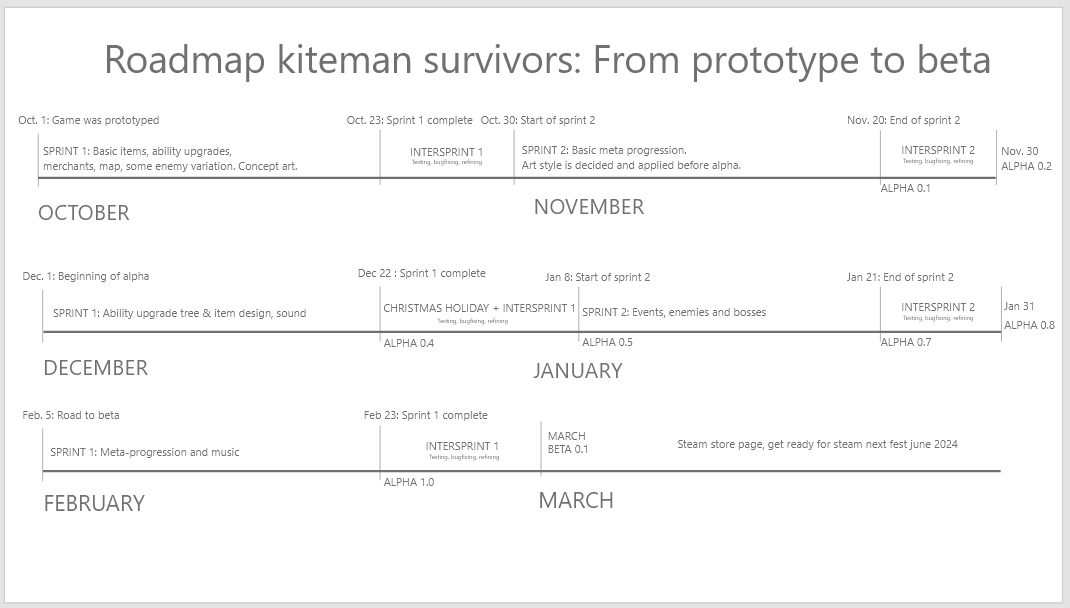 Roadmap kiteman survivors: From prototype to beta
Oct. 1: Game was prototyped
Oct. 23: Sprint 1 complete
Oct. 30: Start of sprint 2
Nov. 20: End of sprint 2
SPRINT 1: Basic items, ability upgrades,
merchants, map, some enemy variation. Concept art.
INTERSPRINT 1
Testing, bugfixing, refining
SPRINT 2: Basic meta progression.
Art style is decided and applied before alpha.
INTERSPRINT 2
Testing, bugfixing, refining
Nov. 30
ALPHA 0.2
ALPHA 0.1
OCTOBER
NOVEMBER
Dec. 1: Beginning of alpha
Dec 22 : Sprint 1 complete
Jan 8: Start of sprint 2
Jan 21: End of sprint 2
SPRINT 1: Ability upgrade tree & item design, sound
CHRISTMAS HOLIDAY + INTERSPRINT 1
Testing, bugfixing, refining.
SPRINT 2: Events, enemies and bosses
INTERSPRINT 2
Testing, bugfixing, refining
Jan 31
ALPHA 0.8
ALPHA 0.4
ALPHA 0.5
ALPHA 0.7
DECEMBER
JANUARY
Feb. 5: Road to beta
Feb 23: Sprint 1 complete
SPRINT 1: Meta-progression and music
INTERSPRINT 1
Testing, bugfixing, refining
MARCH
BETA 0.1
Steam store page, get ready for steam next fest june 2024
ALPHA 1.0
FEBRUARY
MARCH